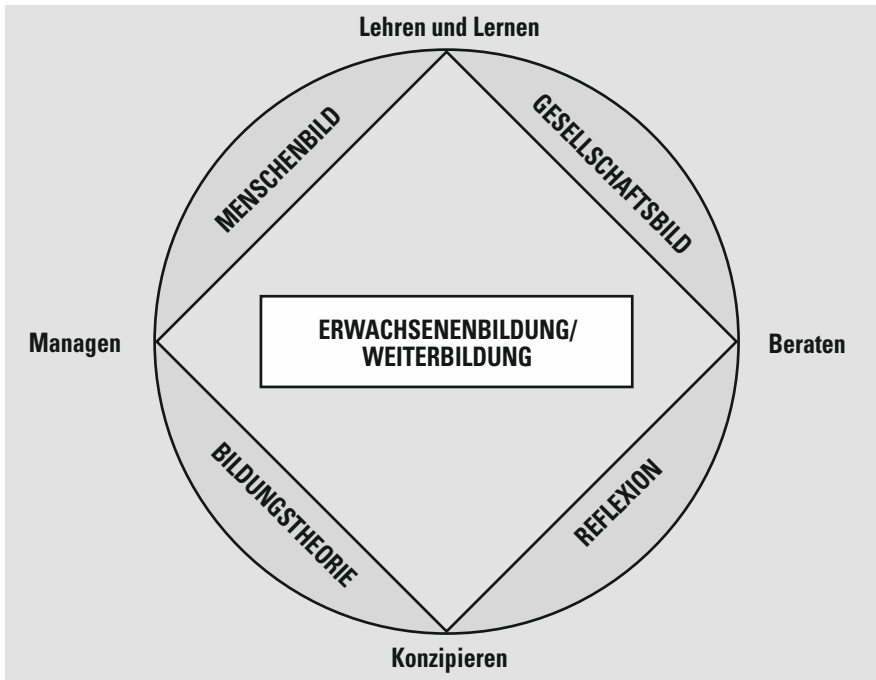 Lehren und Lernen
MENSCHENBILD
GESELLSCHAFTSBILD
Managen
ERWACHSENENBILDUNG/
WEITERBILDUNG
Beraten
BILDUNGSTHEORIE
REFLEXION
Konzipieren